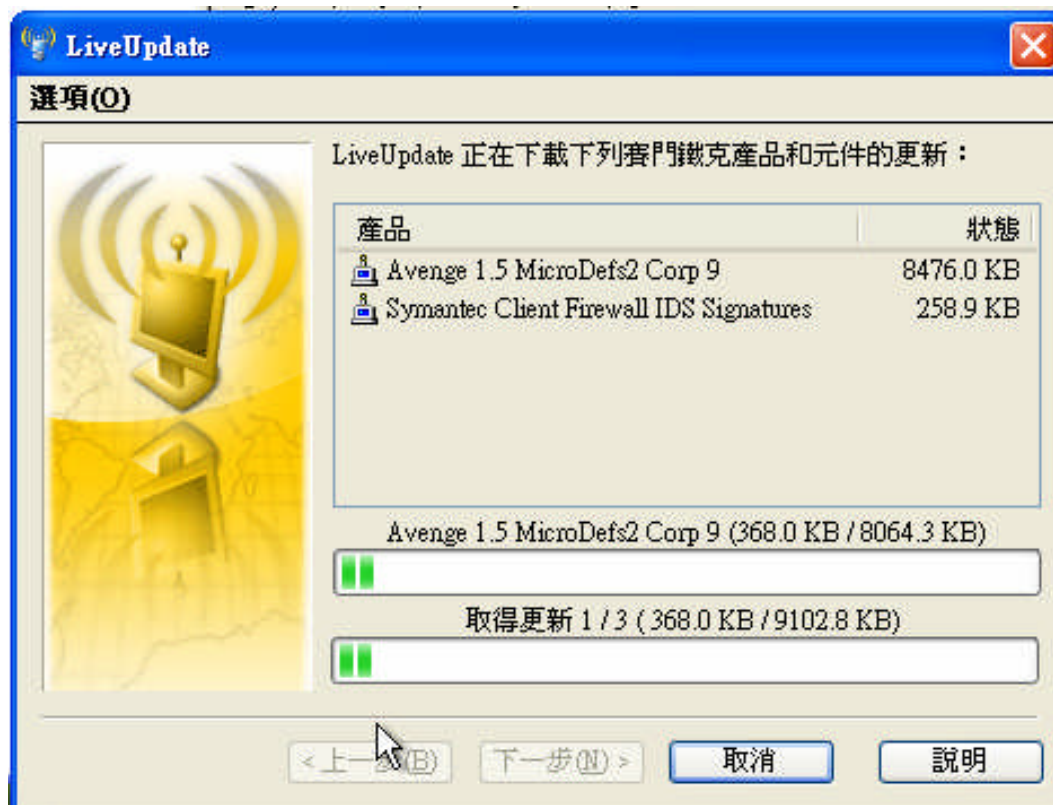 LiveUpdate
選項(O)
LiveUpdate 正在下載下列賽門鐵克產品和元件的更新：
產品 狀態
Avenge 1.5 MicroDefs2 Corp 9 8476.0 KB
Symantec Client Firewall IDS Signatures 258.9 KB
Avenge 1.5 MicroDefs2 Corp 9 (368.0 KB / 8064.3 KB)
取得更新 1 / 3 ( 368.0 KB / 9102.8 KB)
<上一步(B) 下一步(N) > 取消 說明